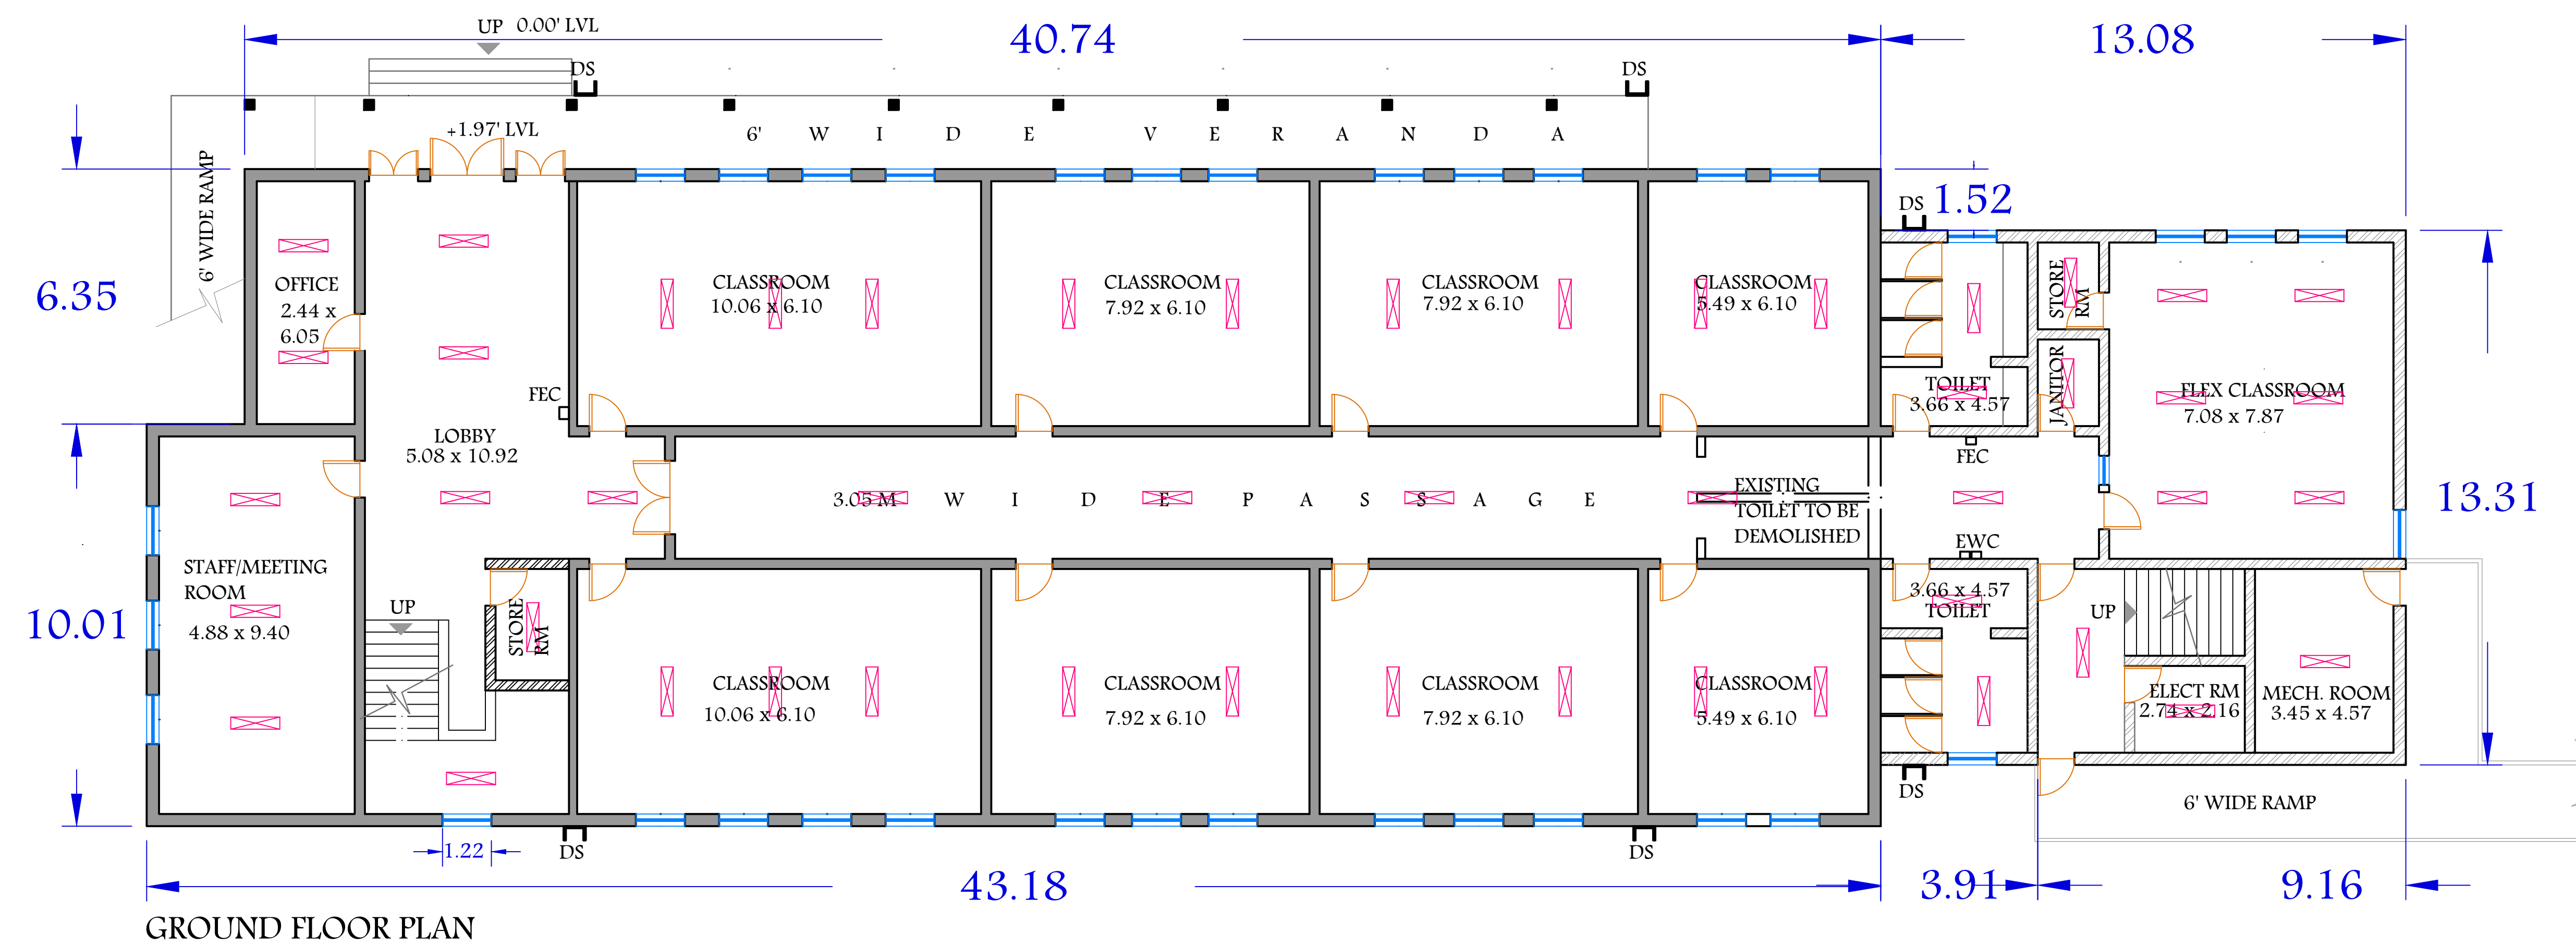 UP 0.00' LVL
40.74
13.08
DS
DS
+1.97' LVL
6' WIDE VERANDA
6' WIDE RAMP
1.52
DS
6.35
OFFICE
2.44 x
6.05
CLASSROOM
10.06 x 6.10
CLASSROOM
7.92 x 6.10
CLASSROOM
7.92 x 6.10
CLASSROOM
5.49 x 6.10
STORE
RM
JANITOR
TOILET
3.66 x 4.57
FLEX CLASSROOM
7.08 x 7.87
FEC
LOBBY
5.08 x 10.92
FEC
3.05 M WIDE PASSAGE
EXISTING
TOILET TO BE
DEMOLISHED
13.31
EWC
STAFF/MEETING
ROOM
4.88 x 9.40
10.01
UP
STORE
RM
3.66 x 4.57
TOILET
UP
CLASSROOM
10.06 x 6.10
CLASSROOM
7.92 x 6.10
CLASSROOM
7.92 x 6.10
CLASSROOM
5.49 x 6.10
ELECT RM
2.74 x 2.16
MECH. ROOM
3.45 x 4.57
DS
6' WIDE RAMP
1.22
DS
DS
43.18
3.91
9.16
GROUND FLOOR PLAN